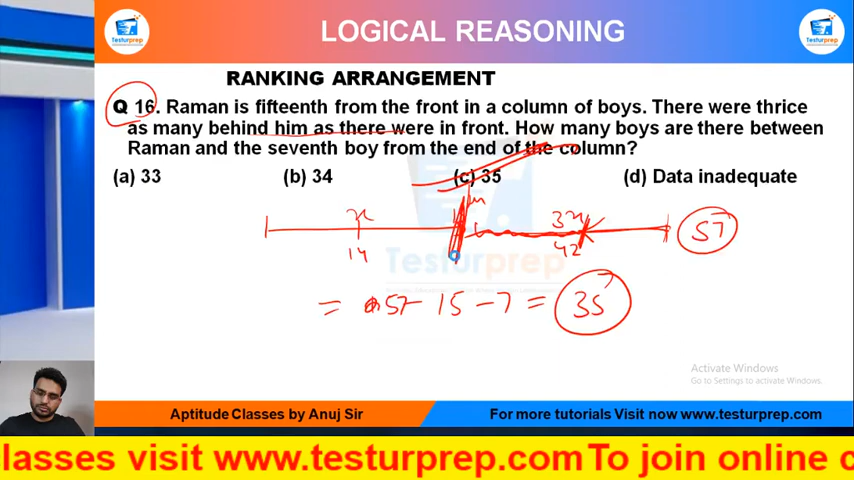 LOGICAL REASONING
Testurprep
Testurprep
RANKING ARRANGEMENT
Q 16. Raman is fifteenth from the front in a column of boys. There were thrice
as many behind him as there were in front. How many boys are there between
Raman and the seventh boy from the end of the column?
(a) 33 (b) 34 (c) 35 (d) Data inadequate
x 3x
14 42 57
Testurprep
= 57 - 15 - 7 = 35
Activate Windows
Go to Settings to activate Windows.
Aptitude Classes by Anuj Sir For more tutorials Visit now www.testurprep.com
lasses visit www.testurprep.com To join online c